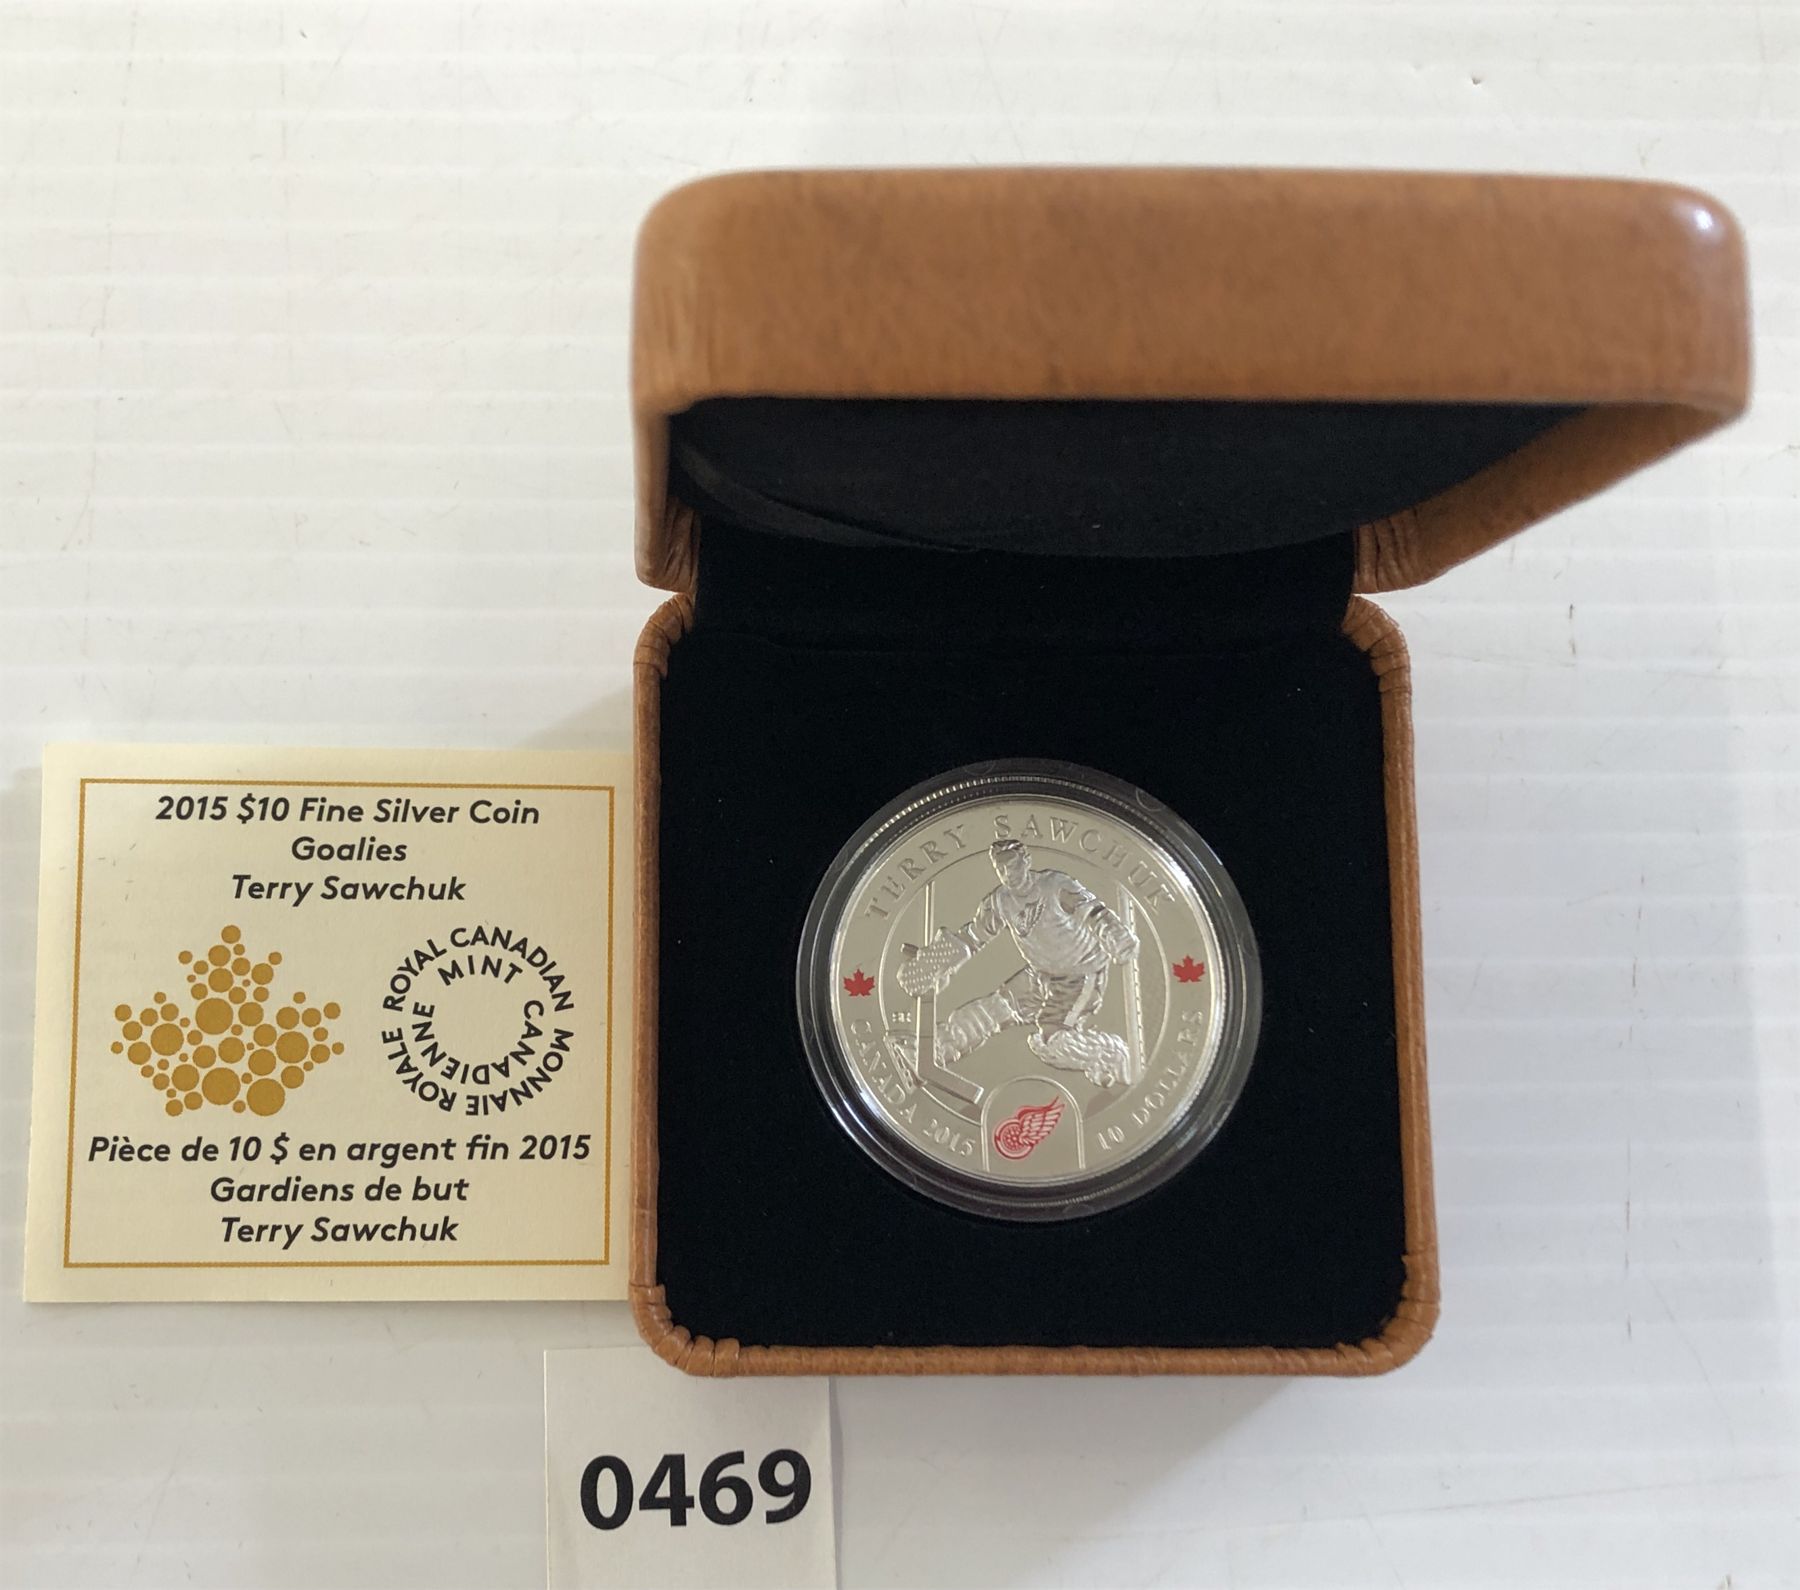 2015 $10 Fine Silver Coin
Goalies
Terry Sawchuk
ROYAL CANADIAN MINT
MONNAIE ROYALE CANADIENNE
Pièce de 10 $ en argent fin 2015
Gardiens de but
Terry Sawchuk
TERRY SAWCHUK
CANADA 2015
10 DOLLARS
0469